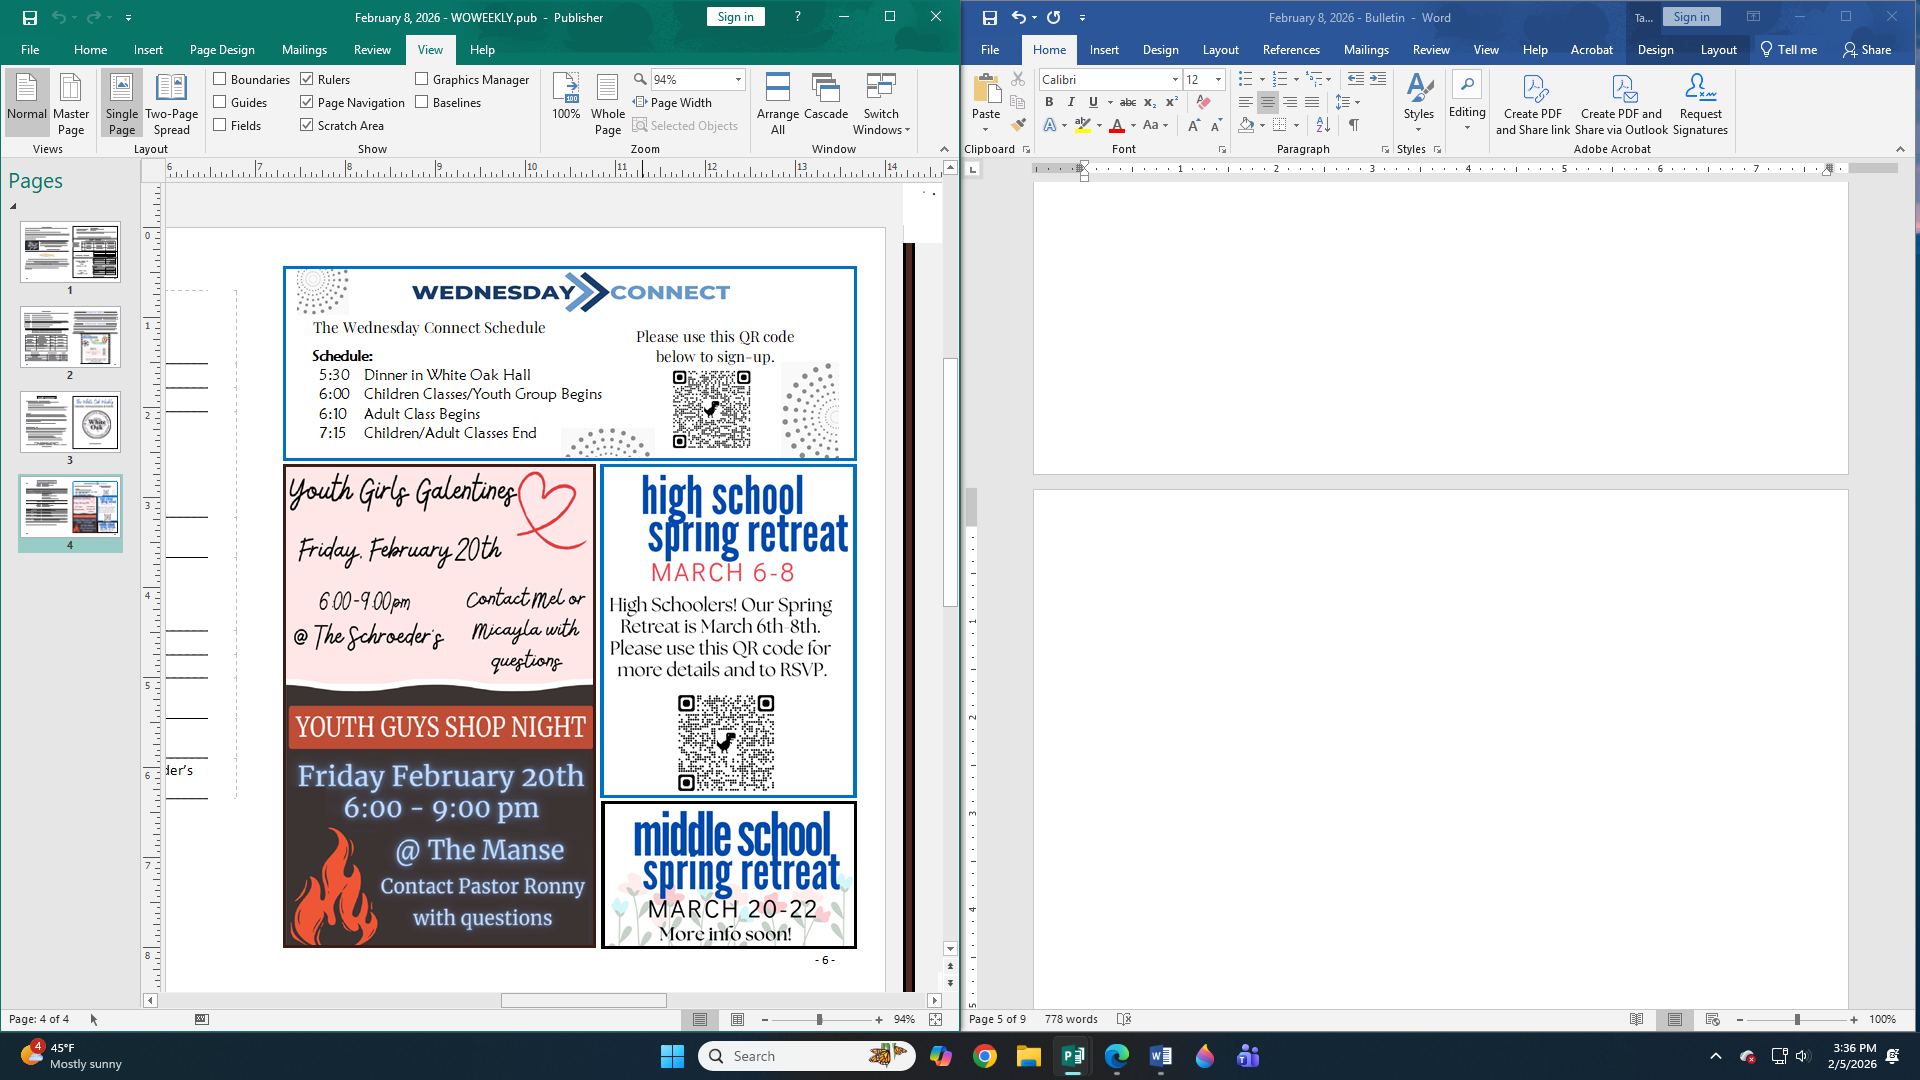 February 8, 2026 - WOWEEKLY.pub - Publisher
Sign in
?
File Home Insert Page Design Mailings Review View Help
Normal
Master Page
Single Page
Two-Page Spread
Boundaries
Guides
Fields
Rulers
Page Navigation
Scratch Area
Graphics Manager
Baselines
100%
Whole Page
94%
Page Width
Selected Objects
Arrange All
Cascade
Switch Windows
Views Layout Show Zoom Window
Pages
1
2
3
4
WEDNESDAY CONNECT
The Wednesday Connect Schedule
Schedule:
5:30 Dinner in White Oak Hall
6:00 Children Classes/Youth Group Begins
6:10 Adult Class Begins
7:15 Children/Adult Classes End
Please use this QR code
below to sign-up.
Youth Girls Galentines
Friday, February 20th
6:00-9:00pm
@ The Schroeder's
Contact Mel or
Micayla with
questions
YOUTH GUYS SHOP NIGHT
Friday February 20th
6:00 - 9:00 pm
@ The Manse
Contact Pastor Ronny
with questions
high school
spring retreat
MARCH 6-8
High Schoolers! Our Spring
Retreat is March 6th-8th.
Please use this QR code for
more details and to RSVP.
middle school
spring retreat
MARCH 20-22
More info soon!
- 6 -
der's
Page: 4 of 4
94%
February 8, 2026 - Bulletin - Word
Ta...
Sign in
File Home Insert Design Layout References Mailings Review View Help Acrobat Design Layout Tell me Share
Paste
Calibri 12
Styles
Editing
Create PDF and Share link
Create PDF and Share via Outlook
Request Signatures
Clipboard Font Paragraph Styles Adobe Acrobat
Page 5 of 9 778 words
100%
4
45°F
Mostly sunny
Search
3:36 PM
2/5/2026